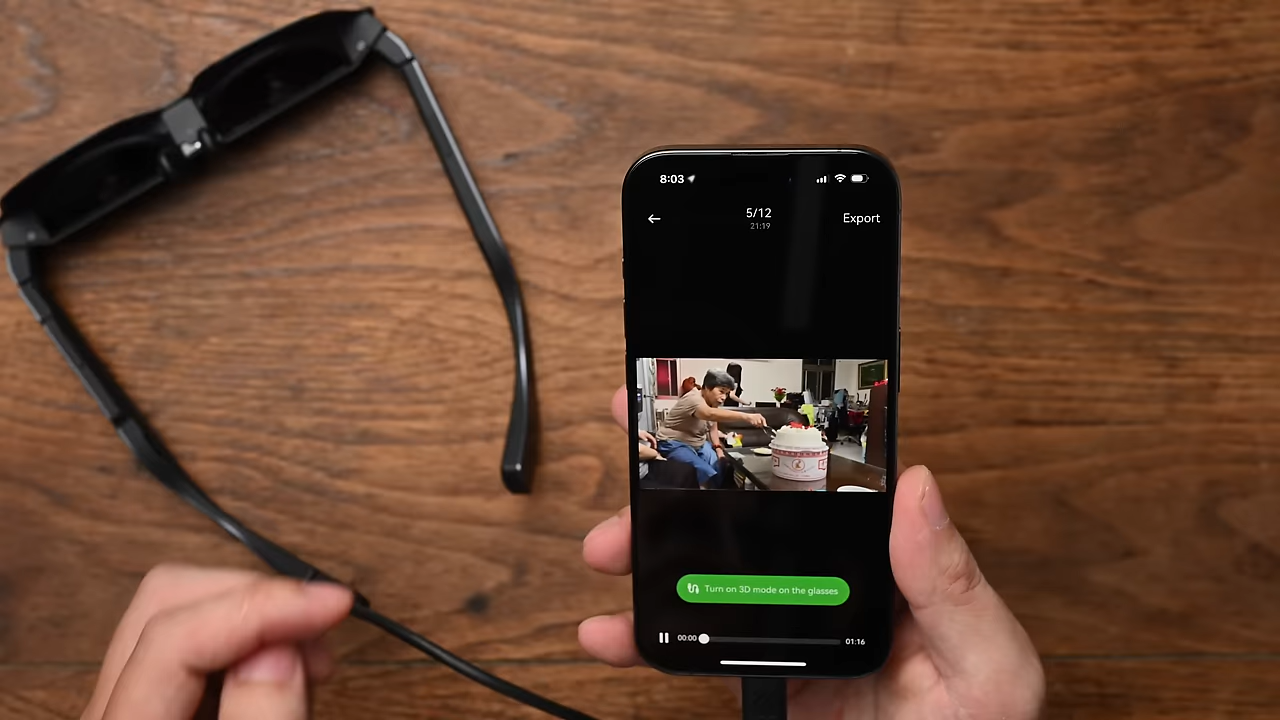 8:03
5/12
21:19
Export
Turn on 3D mode on the glasses
00:00
01:16